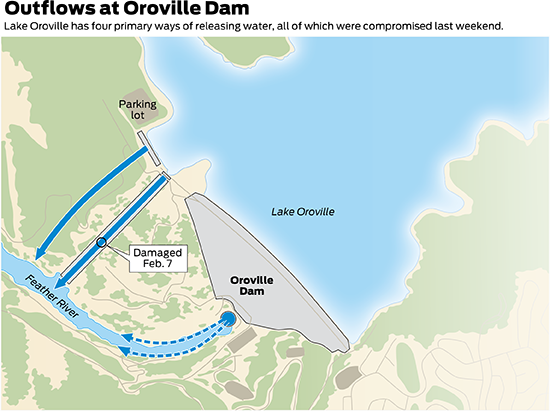 Outflows at Oroville Dam
Lake Oroville has four primary ways of releasing water, all of which were compromised last weekend.
Parking
lot
Lake Oroville
Damaged
Feb. 7
Oroville
Dam
Feather River